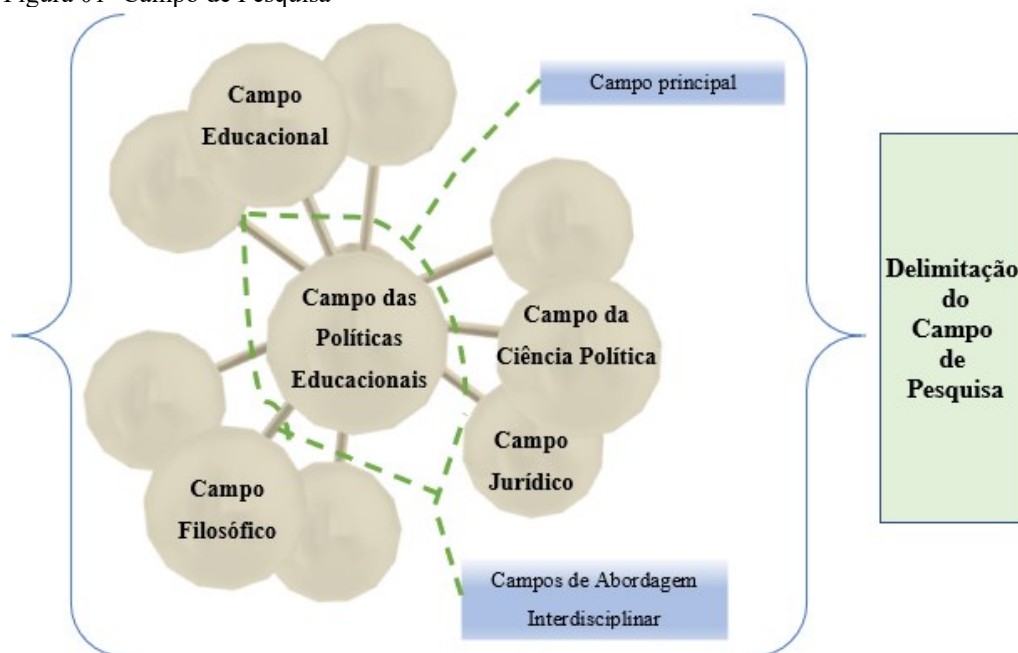 Figura 01- Campo de Pesquisa
Campo
Educacional
Campo principal
Campo das
Políticas
Educacionais
Campo da
Ciência Política
Campo
Jurídico
Campo
Filosófico
Campos de Abordagem
Interdisciplinar
Delimitação
do
Campo
de
Pesquisa